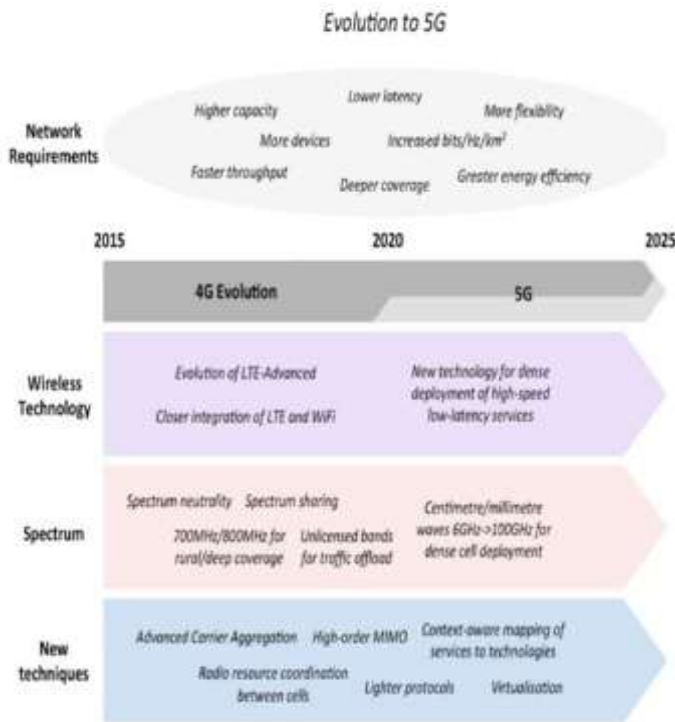 Evolution to 5G
Lower latency
Higher capacity
More flexibility
Network
Requirements
More devices
Increased bits/Hz/km²
Faster throughput
Deeper coverage
Greater energy efficiency
2015
2020
2025
4G Evolution
5G
Wireless
Technology
Evolution of LTE-Advanced
Closer integration of LTE and WiFi
New technology for dense
deployment of high-speed
low-latency services
Spectrum
Spectrum neutrality
Spectrum sharing
700MHz/800MHz for
rural/deep coverage
Unlicensed bands
for traffic offload
Centimetre/millimetre
waves 6GHz->100GHz for
dense cell deployment
New
techniques
Advanced Carrier Aggregation
High-order MIMO
Context-aware mapping of
services to technologies
Radio resource coordination
between cells
Lighter protocols
Virtualisation